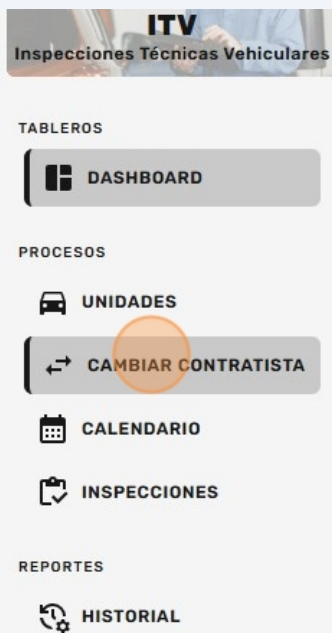 ITV
Inspecciones Técnicas Vehiculares
TABLEROS
DASHBOARD
PROCESOS
UNIDADES
CAMBIAR CONTRATISTA
CALENDARIO
INSPECCIONES
REPORTES
HISTORIAL